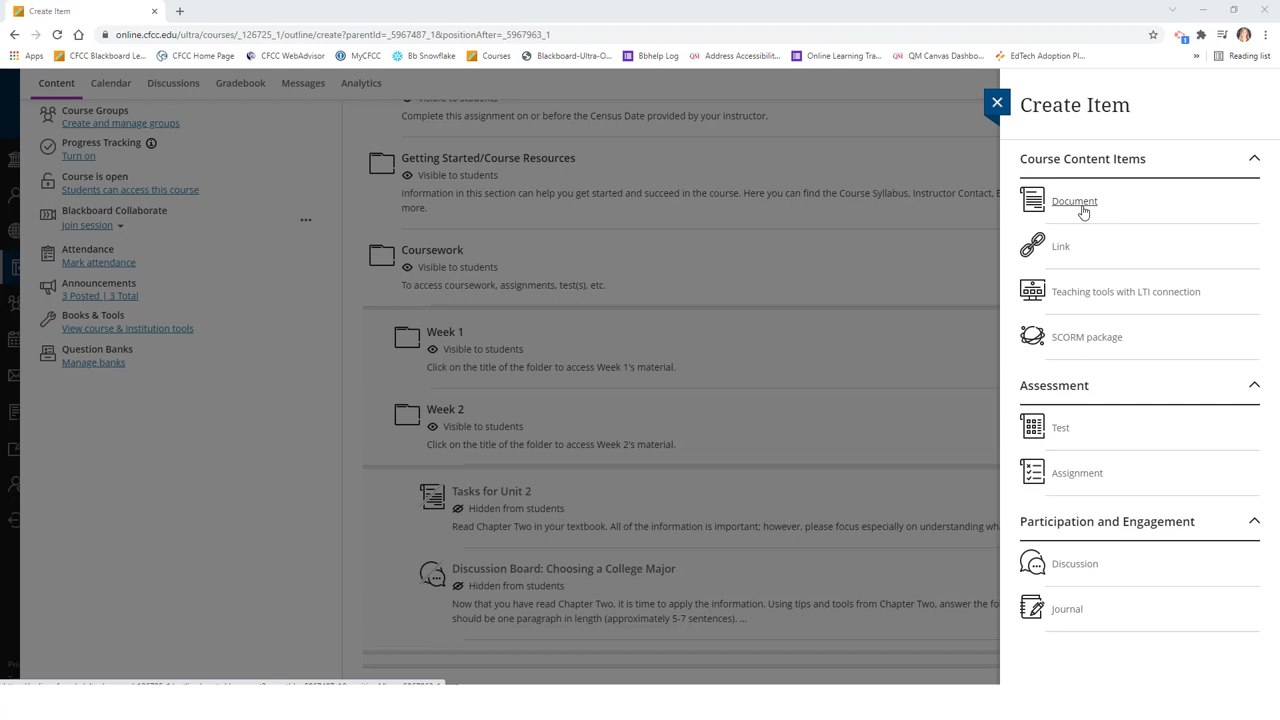 Create Item
online.cfcc.edu/ultra/courses/_126725_1/outline/create?parentId=_5967487_1&positionAfter=_5967963_1
Apps CFCC Blackboard Le... CFCC Home Page CFCC WebAdvisor MyCFCC Bb Snowflake Courses Blackboard-Ultra-O... Bbhelp Log Address Accessibilit... Online Learning Tra... QM Canvas Dashbo... EdTech Adoption Pl... » Reading list
Content Calendar Discussions Gradebook Messages Analytics
Course Groups
Create and manage groups
Progress Tracking
Turn on
Course is open
Students can access this course
Blackboard Collaborate
Join session
Attendance
Mark attendance
Announcements
3 Posted | 3 Total
Books & Tools
View course & institution tools
Question Banks
Manage banks
Visible to students
Complete this assignment on or before the Census Date provided by your instructor.
Getting Started/Course Resources
Visible to students
Information in this section can help you get started and succeed in the course. Here you can find the Course Syllabus, Instructor Contact, E
more.
Coursework
Visible to students
To access coursework, assignments, test(s), etc.
Week 1
Visible to students
Click on the title of the folder to access Week 1's material.
Week 2
Visible to students
Click on the title of the folder to access Week 2's material.
Tasks for Unit 2
Hidden from students
Read Chapter Two in your textbook. All of the information is important; however, please focus especially on understanding wh
Discussion Board: Choosing a College Major
Hidden from students
Now that you have read Chapter Two, it is time to apply the information. Using tips and tools from Chapter Two, answer the fo
should be one paragraph in length (approximately 5-7 sentences). ...
Create Item
Course Content Items
Document
Link
Teaching tools with LTI connection
SCORM package
Assessment
Test
Assignment
Participation and Engagement
Discussion
Journal